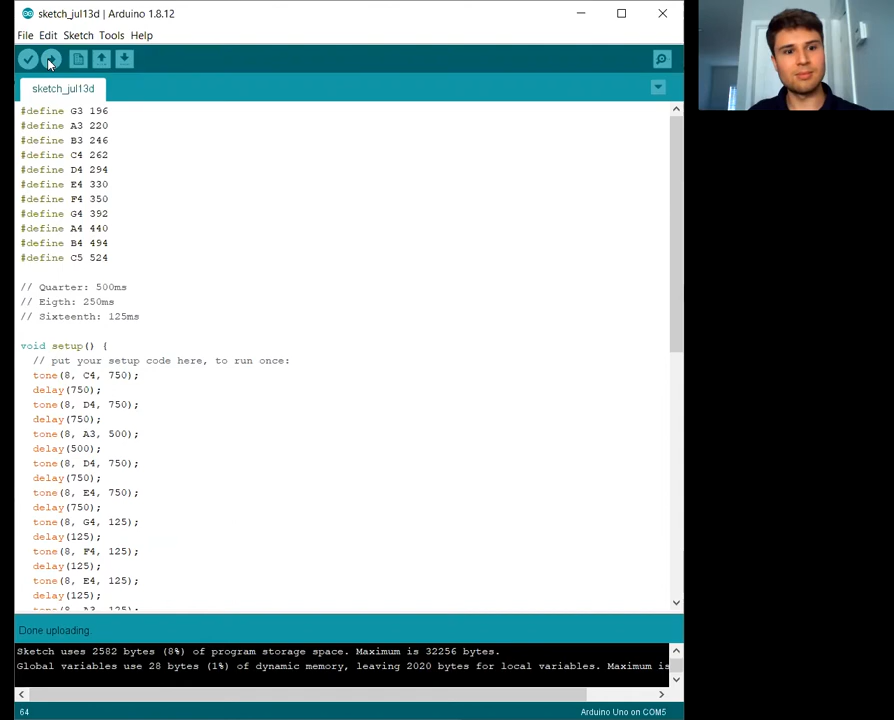 sketch_jul13d | Arduino 1.8.12
File Edit Sketch Tools Help
sketch_jul13d
#define G3 196
#define A3 220
#define B3 246
#define C4 262
#define D4 294
#define E4 330
#define F4 350
#define G4 392
#define A4 440
#define B4 494
#define C5 524
// Quarter: 500ms
// Eigth: 250ms
// Sixteenth: 125ms
void setup() {
// put your setup code here, to run once:
tone(8, C4, 750);
delay(750);
tone(8, D4, 750);
delay(750);
tone(8, A3, 500);
delay(500);
tone(8, D4, 750);
delay(750);
tone(8, E4, 750);
delay(750);
tone(8, G4, 125);
delay(125);
tone(8, F4, 125);
delay(125);
tone(8, E4, 125);
delay(125);
tone(8, A3, 125);
Done uploading.
Sketch uses 2582 bytes (8%) of program storage space. Maximum is 32256 bytes.
Global variables use 28 bytes (1%) of dynamic memory, leaving 2020 bytes for local variables. Maximum is
64
Arduino Uno on COM5